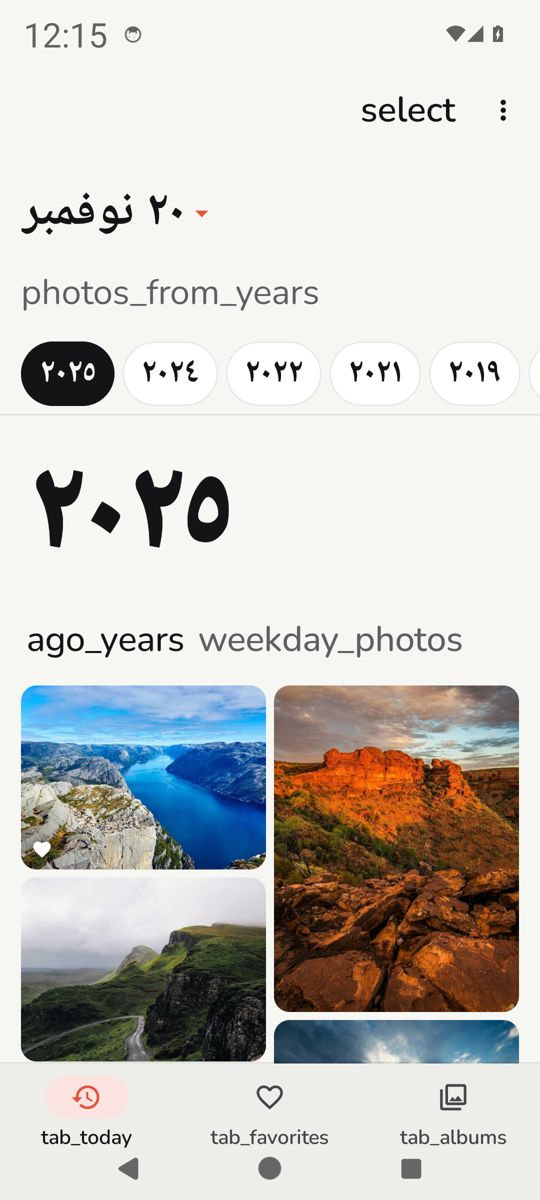 12:15
select
٢٠ نوفمبر
photos_from_years
٢٠٢٥ ٢٠٢٤ ٢٠٢٢ ٢٠٢١ ٢٠١٩
٢٠٢٥
ago_years weekday_photos
tab_today tab_favorites tab_albums